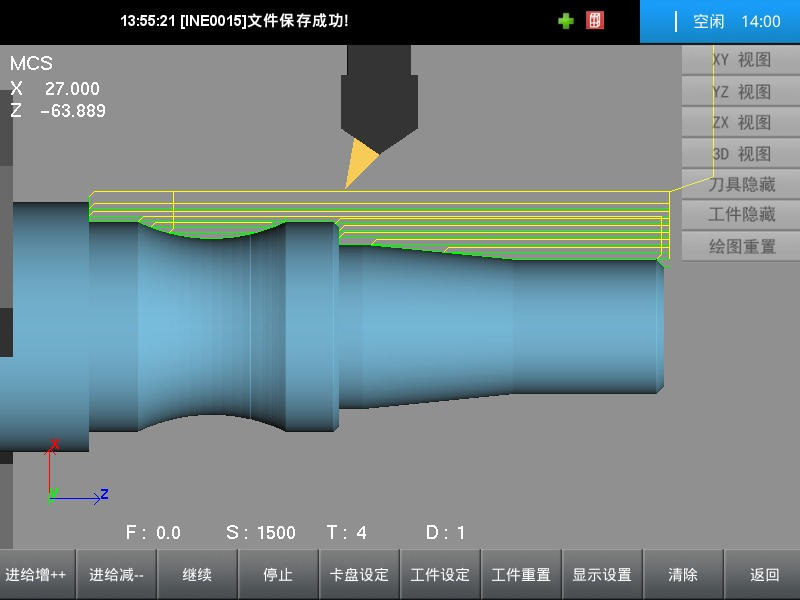 13:55:21 [INE0015]文件保存成功!
空闲 14:00
MCS
X 27.000
Z -63.889
XY 视图
YZ 视图
ZX 视图
3D 视图
刀具隐藏
工件隐藏
绘图重置
X
Z
F: 0.0 S: 1500 T: 4 D: 1
进给增++ 进给减-- 继续 停止 卡盘设定 工件设定 工件重置 显示设置 清除 返回